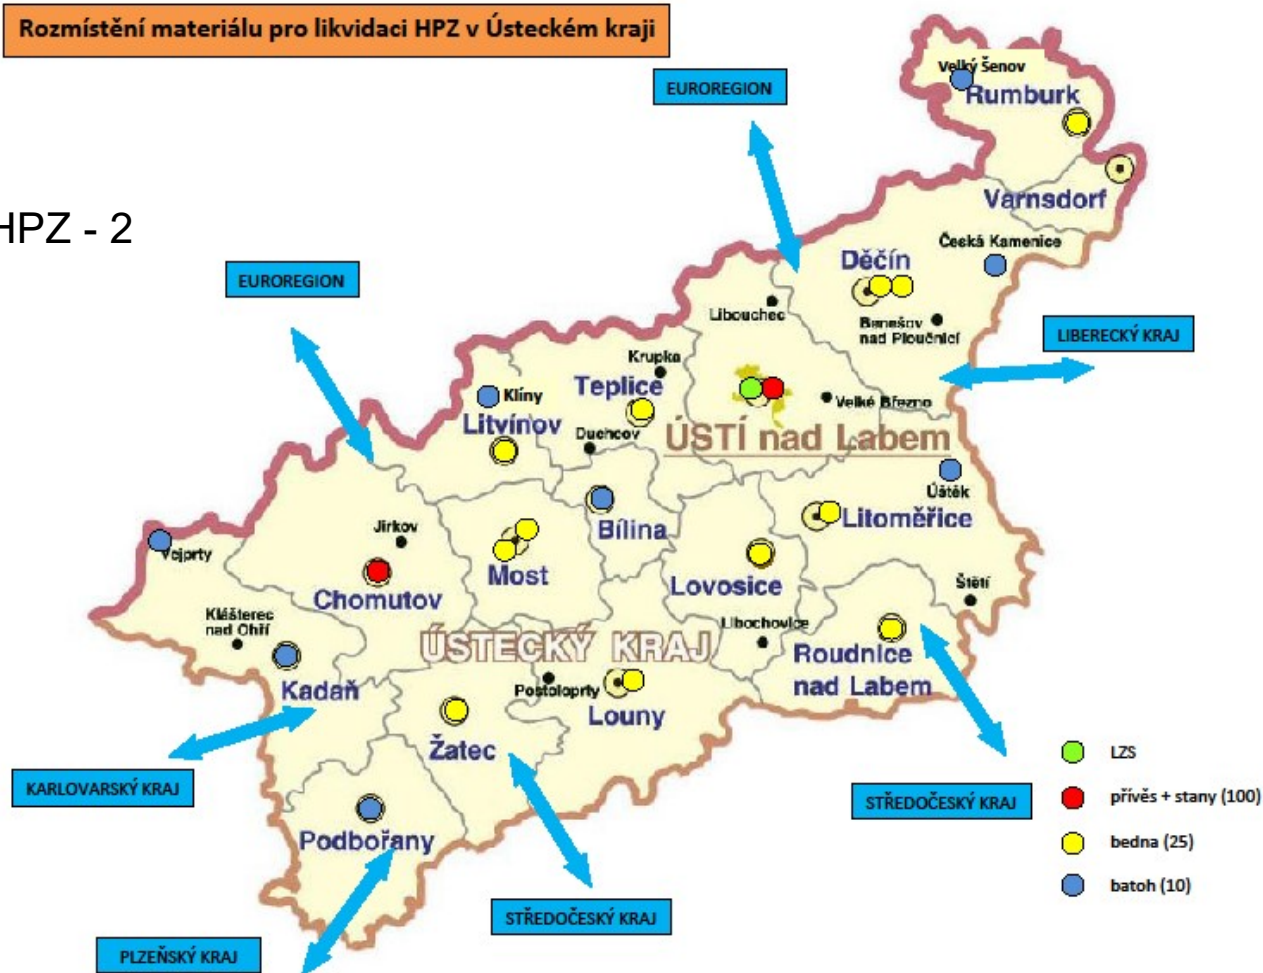 Rozmístění materiálu pro likvidaci HPZ v Ústeckém kraji
Velký Šenov
EUROREGION
Rumburk
Varnsdorf
HPZ - 2
Česká Kamenice
Děčín
EUROREGION
Libouchec
Benešov
nad Ploučnicí
LIBERECKÝ KRAJ
Krupka
Teplice
Klíny
Velké Březno
Litvínov
Duchcov
ÚSTÍ nad Labem
Úštěk
Litoměřice
Jirkov
Bílina
Vejprty
Most
Lovosice
Chomutov
Štětí
Klášterec
nad Ohří
Libochovice
ÚSTECKÝ KRAJ
Roudnice
nad Labem
Kadaň
Postoloprty
Louny
Žatec
LZS
KARLOVARSKÝ KRAJ
STŘEDOČESKÝ KRAJ
přívěs + stany (100)
Podbořany
bedna (25)
batoh (10)
STŘEDOČESKÝ KRAJ
PLZEŇSKÝ KRAJ